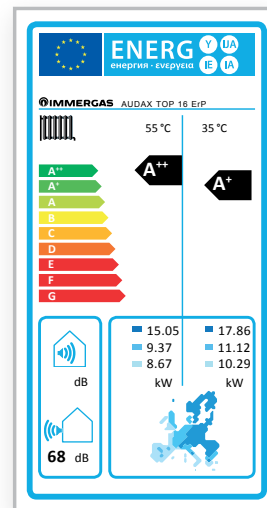 ENERG Y IJA
енергия · ενεργεια IE IA
IMMERGAS AUDAX TOP 16 ErP
55 °C 35 °C
A++ A++
A+ A+
A
B
C
D
E
F
G
15.05 17.86
9.37 11.12
8.67 10.29
dB kW kW
68 dB